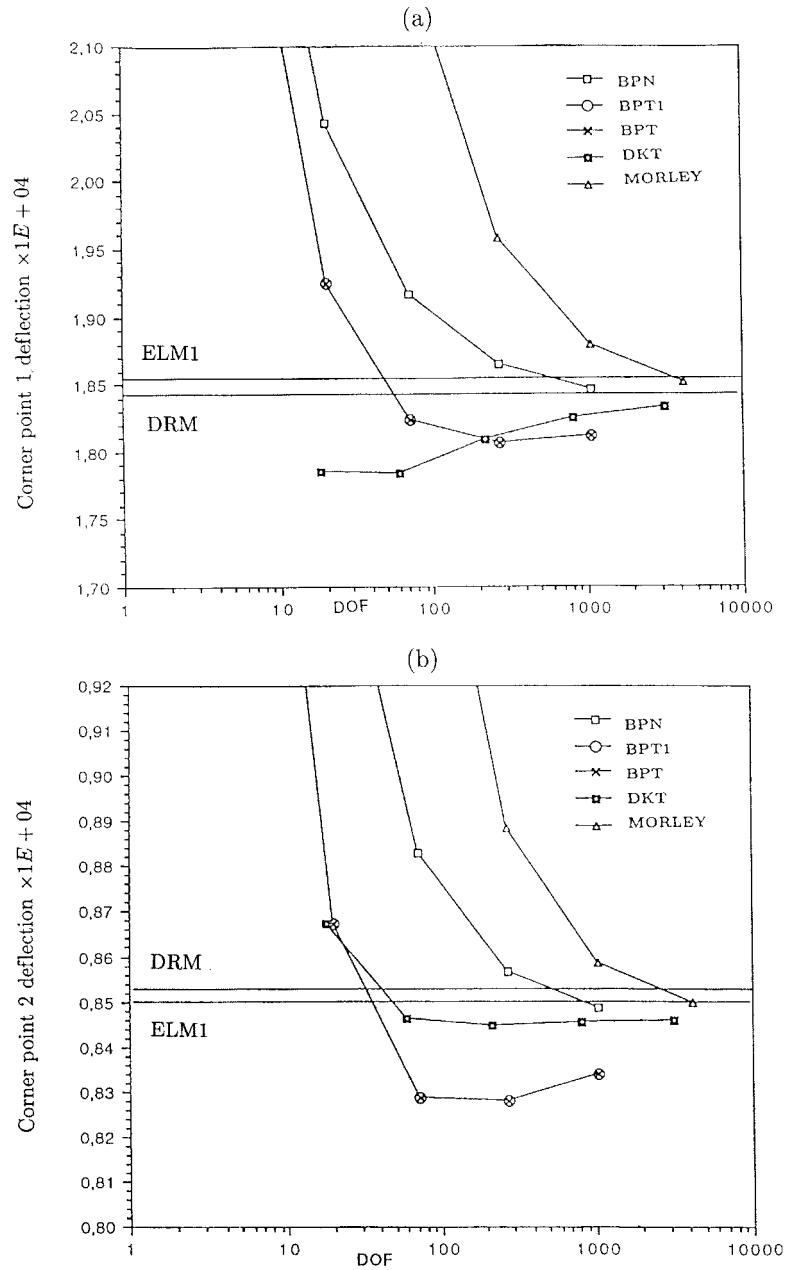 (a)
Corner point 1, deflection ×1E + 04
2,10
2,05
2,00
1,95
1,90
1,85
1,80
1,75
1,70
BPN
BPT1
BPT
DKT
MORLEY
ELM1
DRM
1
10
100
1000
10000
DOF
(b)
Corner point 2 deflection ×1E + 04
0,92
0,91
0,90
0,89
0,88
0,87
0,86
0,85
0,84
0,83
0,82
0,81
0,80
BPN
BPT1
BPT
DKT
MORLEY
DRM
ELM1
1
10
100
1000
10000
DOF